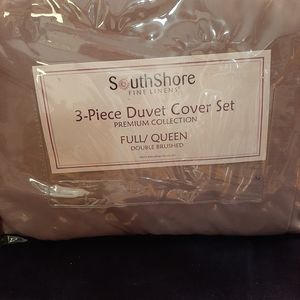 SouthShore
FINE LINENS
3-Piece Duvet Cover Set
PREMIUM COLLECTION
FULL/ QUEEN
DOUBLE BRUSHED